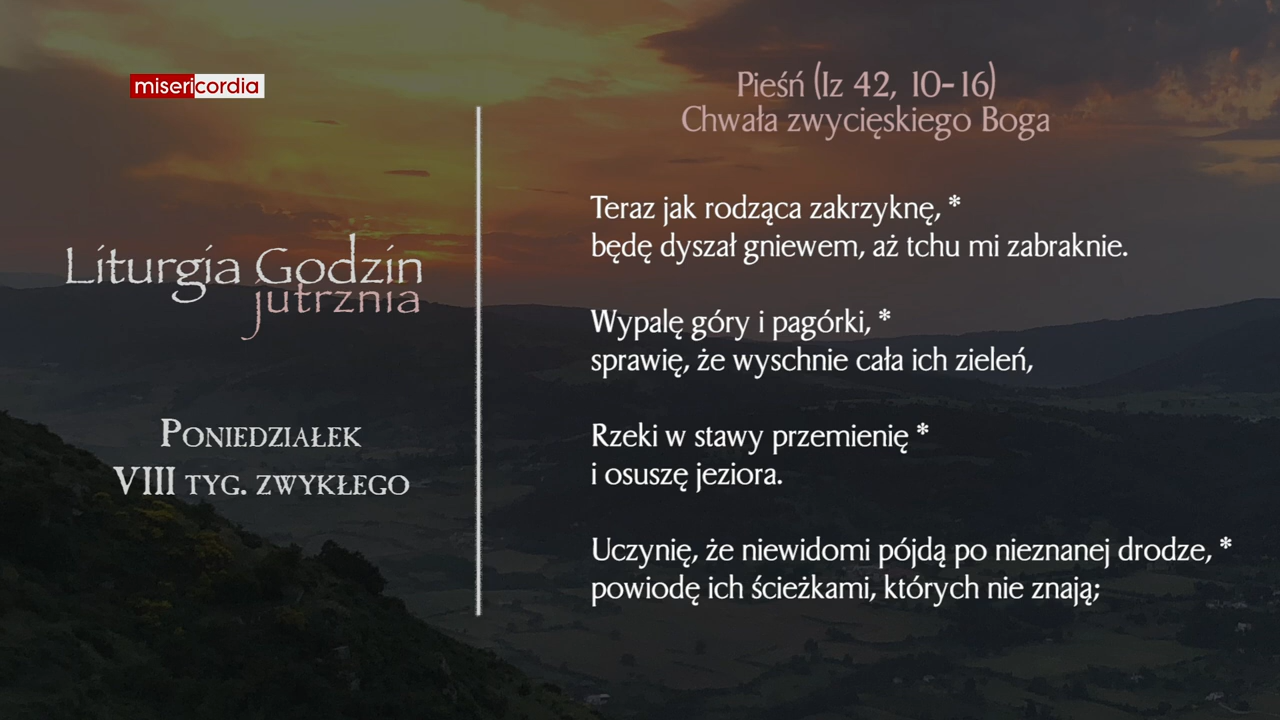 misericordia
Liturgia Godzin
jutrznia
Poniedziałek
VIII tyg. zwykłego
Pieśń (Iz 42, 10-16)
Chwała zwycięskiego Boga
Teraz jak rodząca zakrzyknę, *
będę dyszał gniewem, aż tchu mi zabraknie.
Wypalę góry i pagórki, *
sprawię, że wyschnie cała ich zieleń,
Rzeki w stawy przemienię *
i osuszę jeziora.
Uczynię, że niewidomi pójdą po nieznanej drodze, *
powiodę ich ścieżkami, których nie znają;